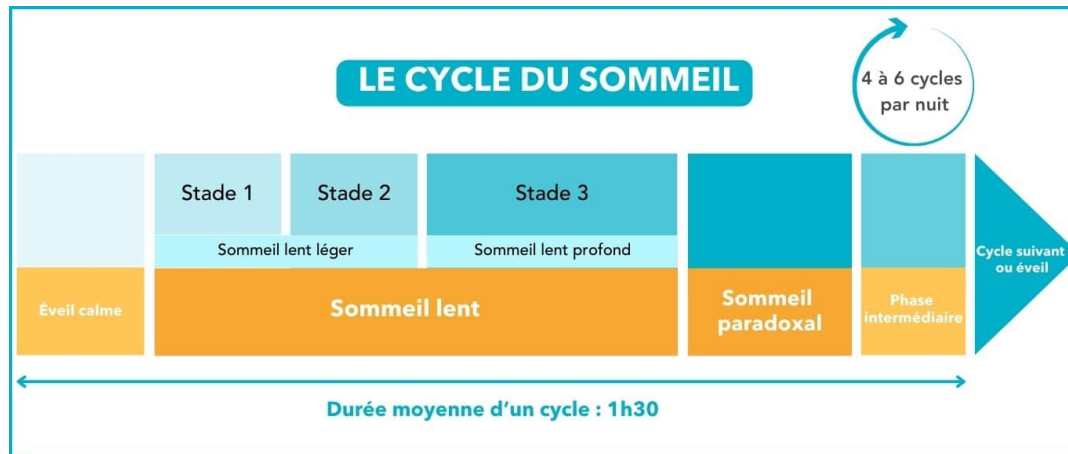 LE CYCLE DU SOMMEIL
4 à 6 cycles
par nuit
Stade 1
Stade 2
Stade 3
Sommeil lent léger
Sommeil lent profond
Cycle suivant
ou éveil
Éveil calme
Sommeil lent
Sommeil
paradoxal
Phase
intermédiaire
Durée moyenne d'un cycle : 1h30